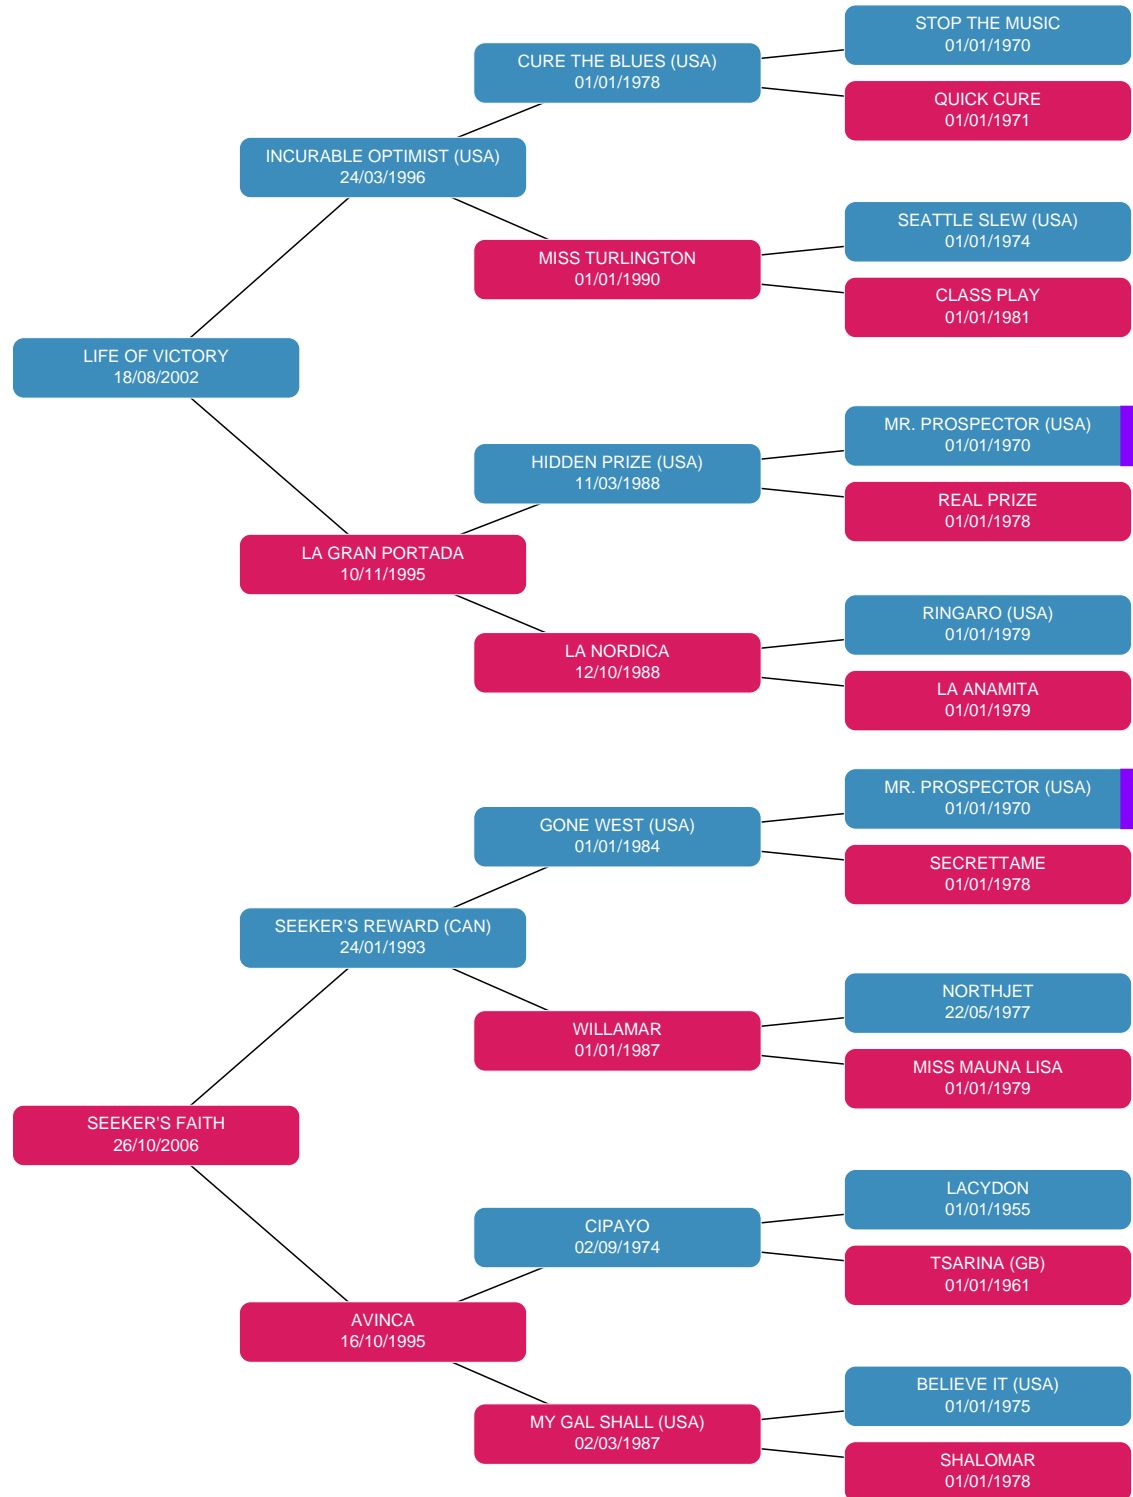 STOP THE MUSIC
01/01/1970
CURE THE BLUES (USA)
01/01/1978
QUICK CURE
01/01/1971
INCURABLE OPTIMIST (USA)
24/03/1996
SEATTLE SLEW (USA)
01/01/1974
MISS TURLINGTON
01/01/1990
CLASS PLAY
01/01/1981
LIFE OF VICTORY
18/08/2002
MR. PROSPECTOR (USA)
01/01/1970
HIDDEN PRIZE (USA)
11/03/1988
REAL PRIZE
01/01/1978
LA GRAN PORTADA
10/11/1995
RINGARO (USA)
01/01/1979
LA NORDICA
12/10/1988
LA ANAMITA
01/01/1979
MR. PROSPECTOR (USA)
01/01/1970
GONE WEST (USA)
01/01/1984
SECRETTAME
01/01/1978
SEEKER'S REWARD (CAN)
24/01/1993
NORTHJET
22/05/1977
WILLAMAR
01/01/1987
MISS MAUNA LISA
01/01/1979
SEEKER'S FAITH
26/10/2006
LACYDON
01/01/1955
CIPAYO
02/09/1974
TSARINA (GB)
01/01/1961
AVINCA
16/10/1995
BELIEVE IT (USA)
01/01/1975
MY GAL SHALL (USA)
02/03/1987
SHALOMAR
01/01/1978